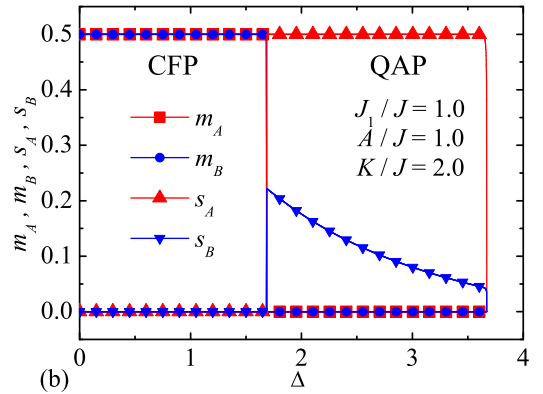 m_A , m_B , s_A , s_B
0.5
0.4
0.3
0.2
0.1
0.0
CFP
QAP
m_A
m_B
s_A
s_B
J_1 / J = 1.0
A / J = 1.0
K / J = 2.0
0
1
2
3
4
(b)
Δ